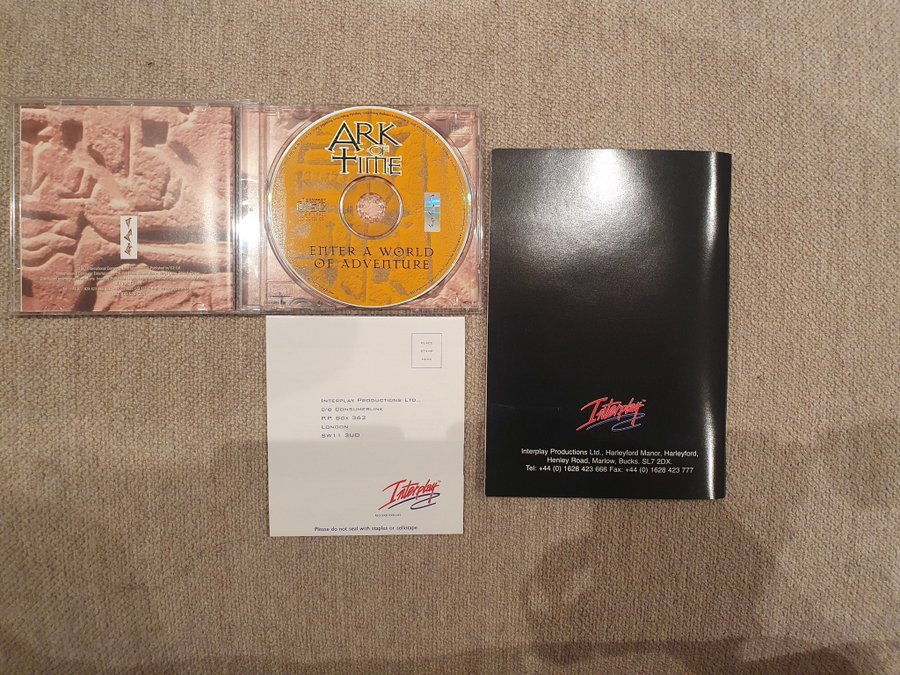 ARK
OF
TIME
ENTER A WORLD
OF ADVENTURE
PLACE
STAMP
HERE
Interplay Productions Ltd.,
c/o Consumerlink
P.P. Box 362
London
SW11 3UD
Interplay™
Please do not seal with staples or sellotape
Interplay™
Interplay Productions Ltd., Harleyford Manor, Harleyford,
Henley Road, Marlow, Bucks. SL7 2DX.
Tel: +44 (0) 1628 423 666 Fax: +44 (0) 1628 423 777